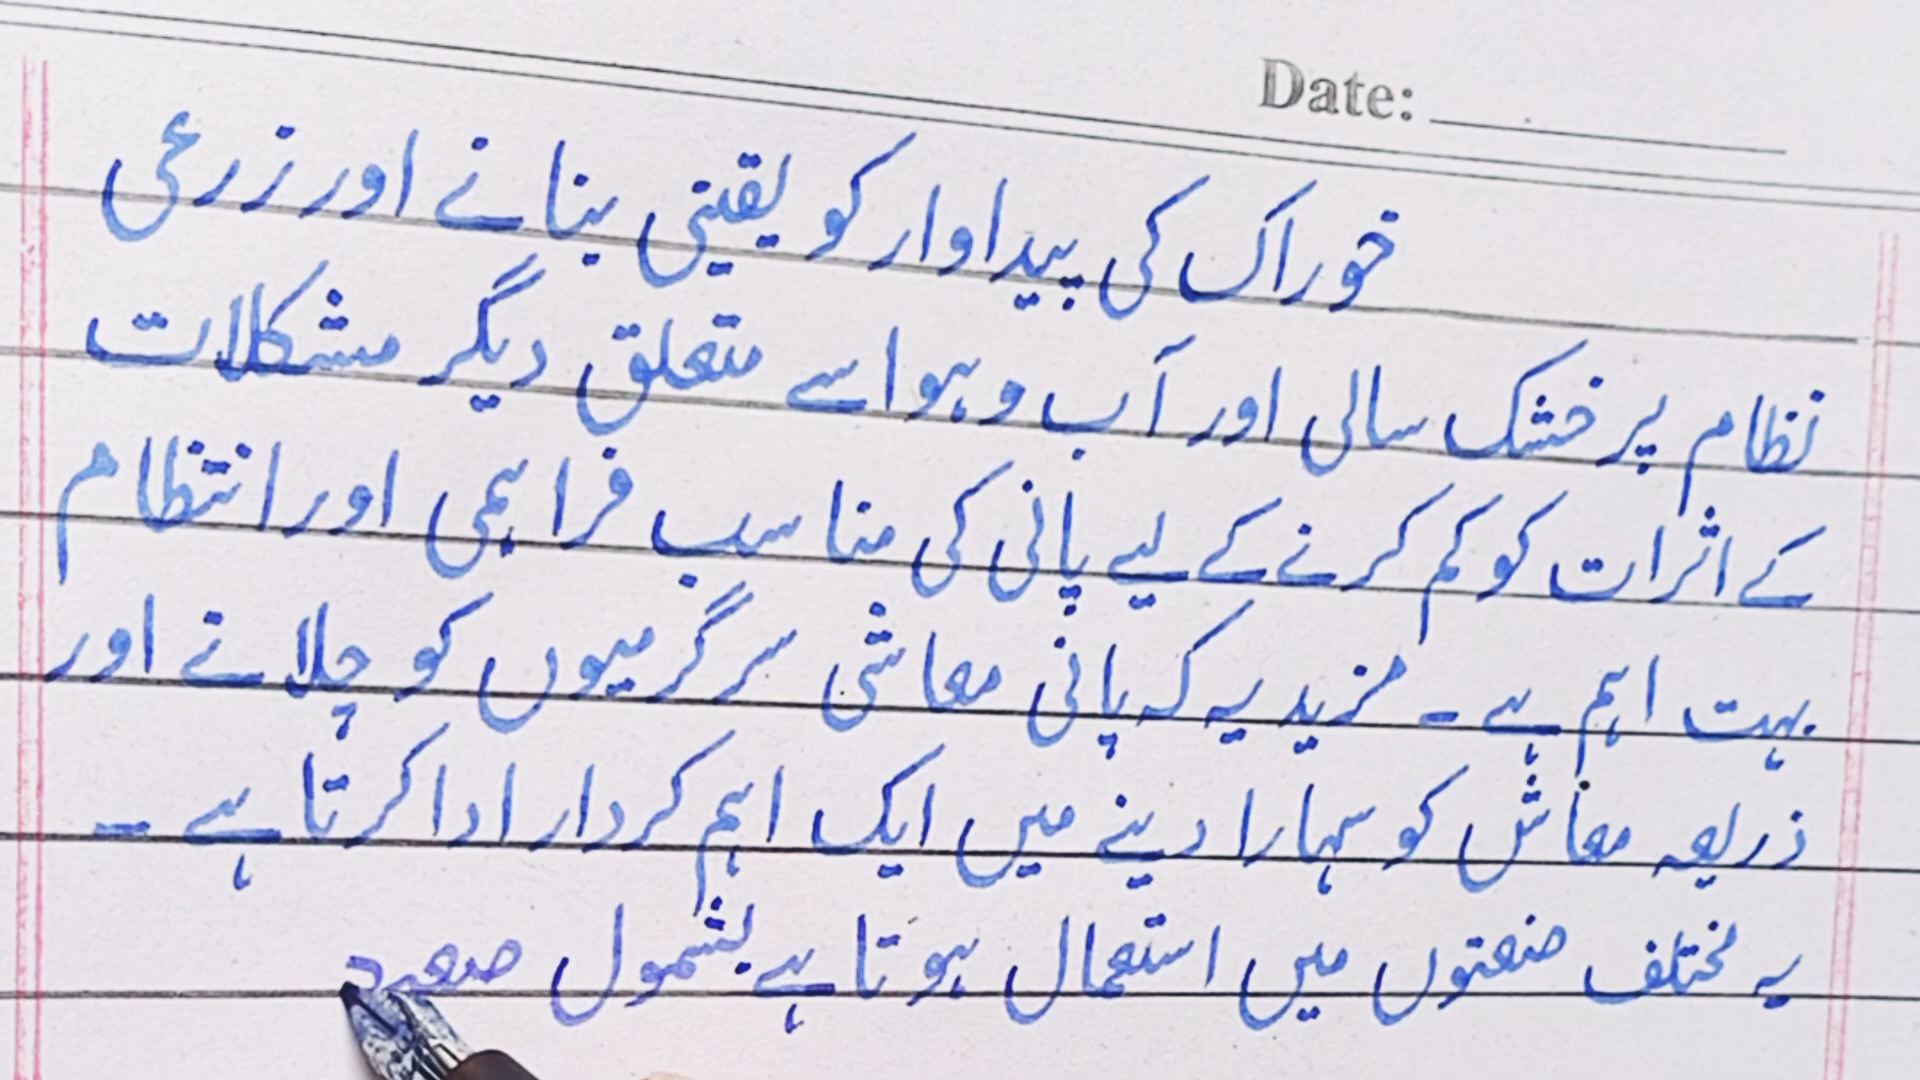 Date:
خوراک کی پیداوار کو یقینی بنانے اور زرعی
نظام پر خشک سالی اور آب و ہوا سے متعلق دیگر مشکلات
کے اثرات کو کم کرنے کے لیے پانی کی مناسب فراہمی اور انتظام
بہت اہم ہے ۔ مزید یہ کہ پانی معاشی سرگرمیوں کو چلانے اور
ذریعہ معاش کو سہارا دینے میں ایک اہم کردار ادا کرتا ہے ۔
یہ مختلف صنعتوں میں استعمال ہوتا ہے بشمول